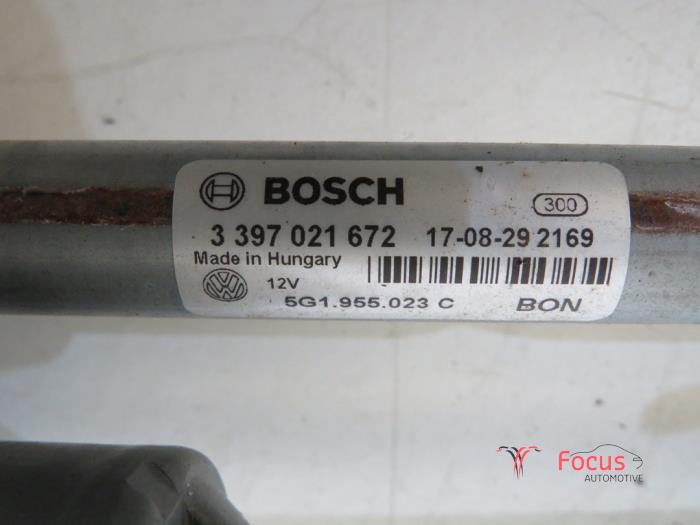 BOSCH
300
3 397 021 672 17-08-29 2169
Made in Hungary
12V
5G1.955.023 C BON
Focus
AUTOMOTIVE